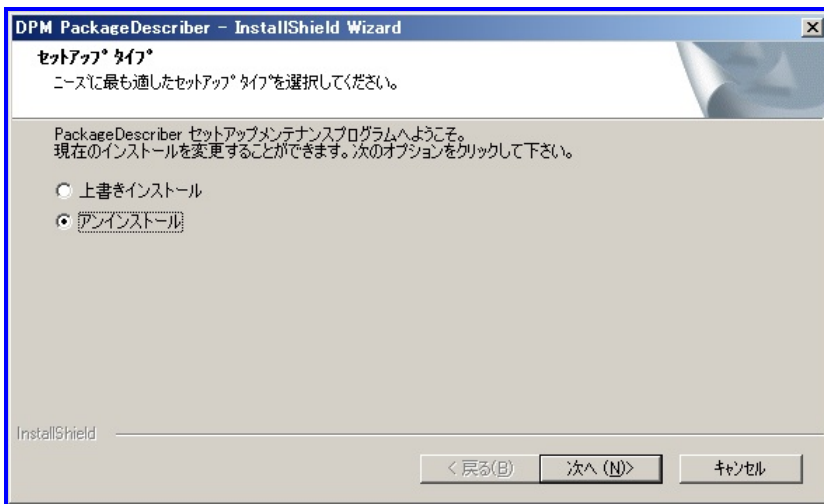 DPM PackageDescriber - InstallShield Wizard
セットアップ タイプ
ニーズに最も適したセットアップ タイプを選択してください。
PackageDescriber セットアップメンテナンスプログラムへようこそ。
現在のインストールを変更することができます。次のオプションをクリックして下さい。
上書きインストール
アンインストール
InstallShield
< 戻る(B) 次へ (N)> キャンセル